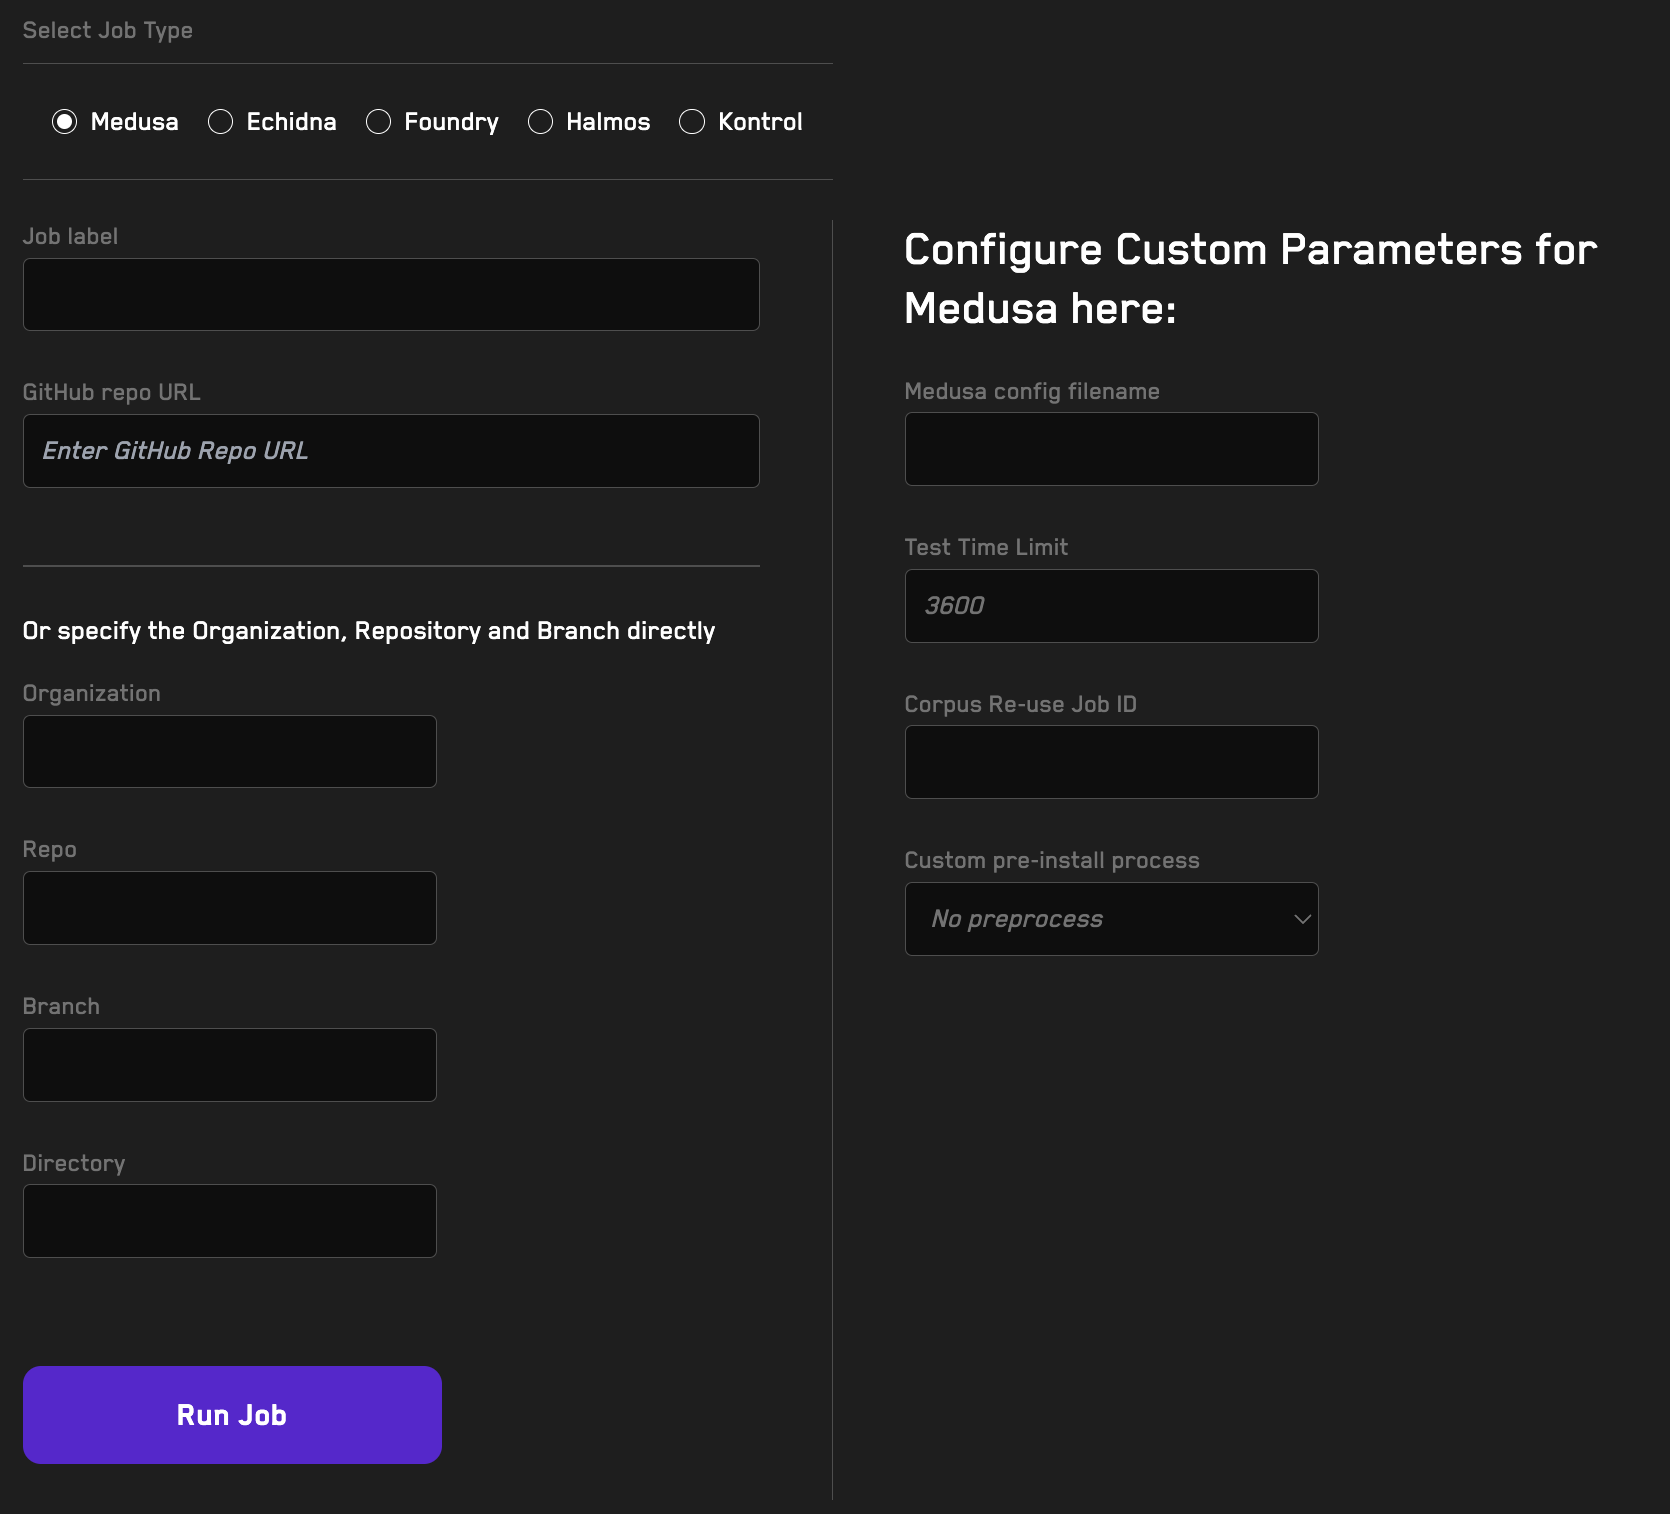 Select Job Type
Medusa Echidna Foundry Halmos Kontrol
Job label
GitHub repo URL
Enter GitHub Repo URL
Or specify the Organization, Repository and Branch directly
Organization
Repo
Branch
Directory
Run Job
Configure Custom Parameters for
Medusa here:
Medusa config filename
Test Time Limit
3600
Corpus Re-use Job ID
Custom pre-install process
No preprocess